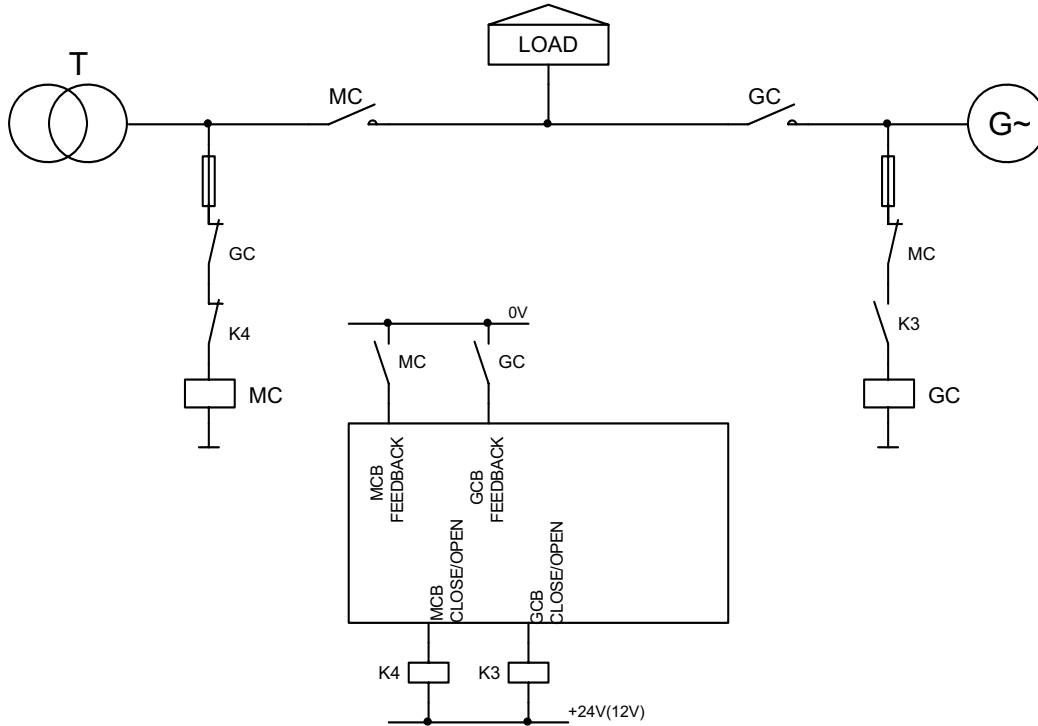 LOAD
T
MC
GC
G~
GC
MC
K4
K3
0V
MC
GC
MC
GC
MCB
FEEDBACK
GCB
FEEDBACK
MCB
CLOSE/OPEN
GCB
CLOSE/OPEN
K4
K3
+24V(12V)